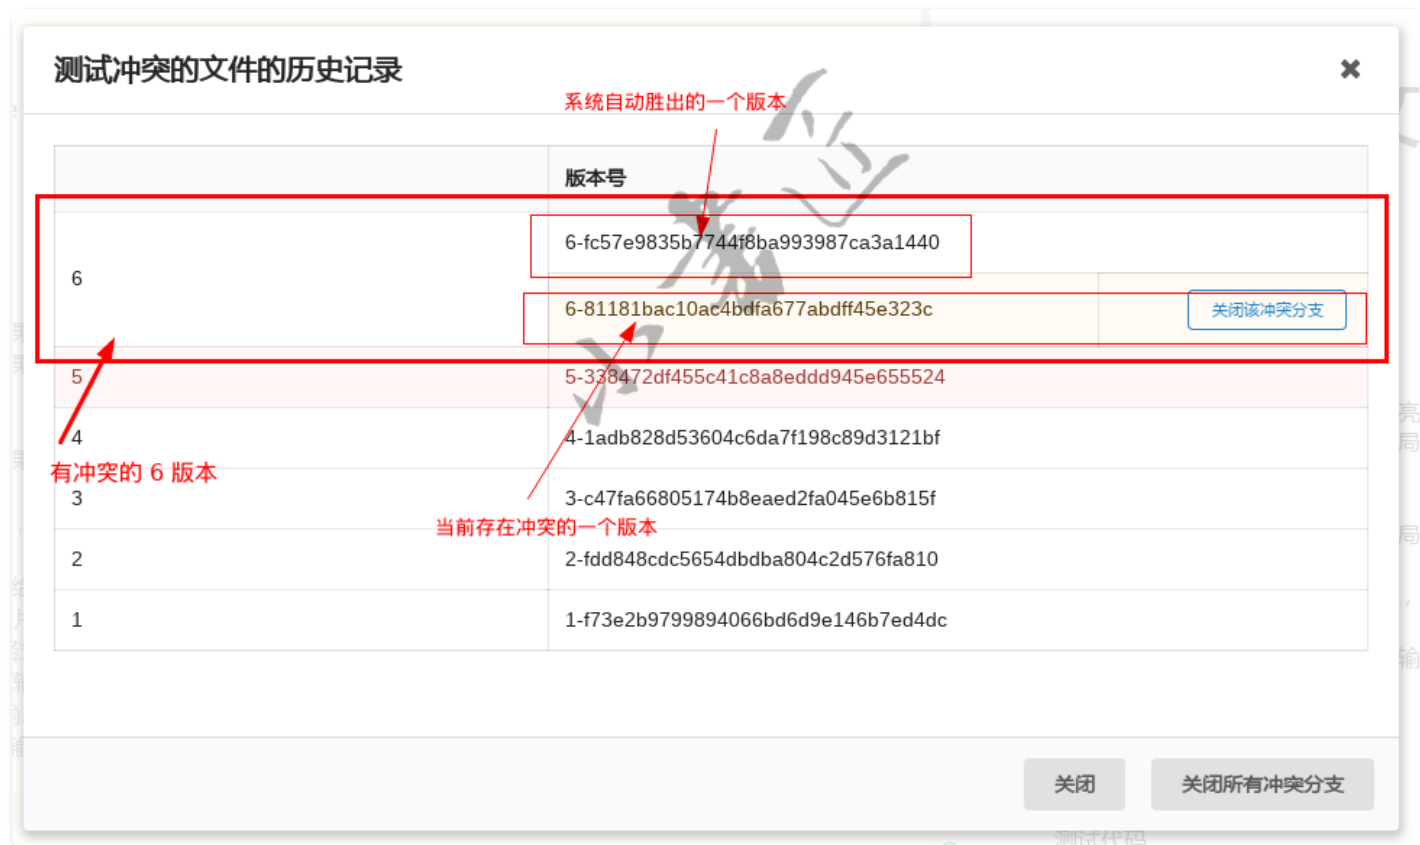 测试冲突的文件的历史记录
系统自动胜出的一个版本
版本号
6
6-fc57e9835b7744f8ba993987ca3a1440
6-81181bac10ac4bdfa677abdff45e323c
关闭该冲突分支
5
5-338472df455c41c8a8eddd945e655524
4
4-1adb828d53604c6da7f198c89d3121bf
有冲突的 6 版本
3
3-c47fa66805174b8eaed2fa045e6b815f
当前存在冲突的一个版本
2
2-fdd848cdc5654dbdba804c2d576fa810
1
1-f73e2b9799894066bd6d9e146b7ed4dc
关闭
关闭所有冲突分支
测试代码